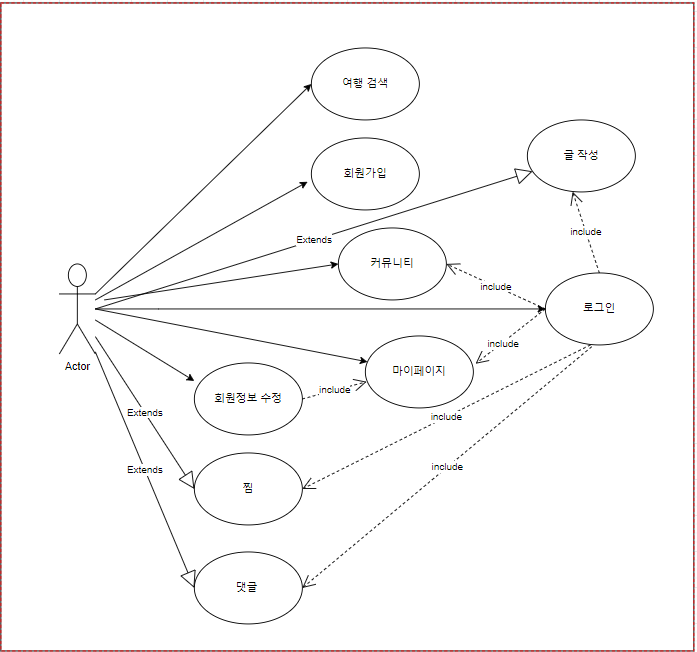 여행 검색
글 작성
회원가입
include
Extends
커뮤니티
include
로그인
include
Actor
마이페이지
회원정보 수정
include
Extends
include
Extends
include
찜
댓글